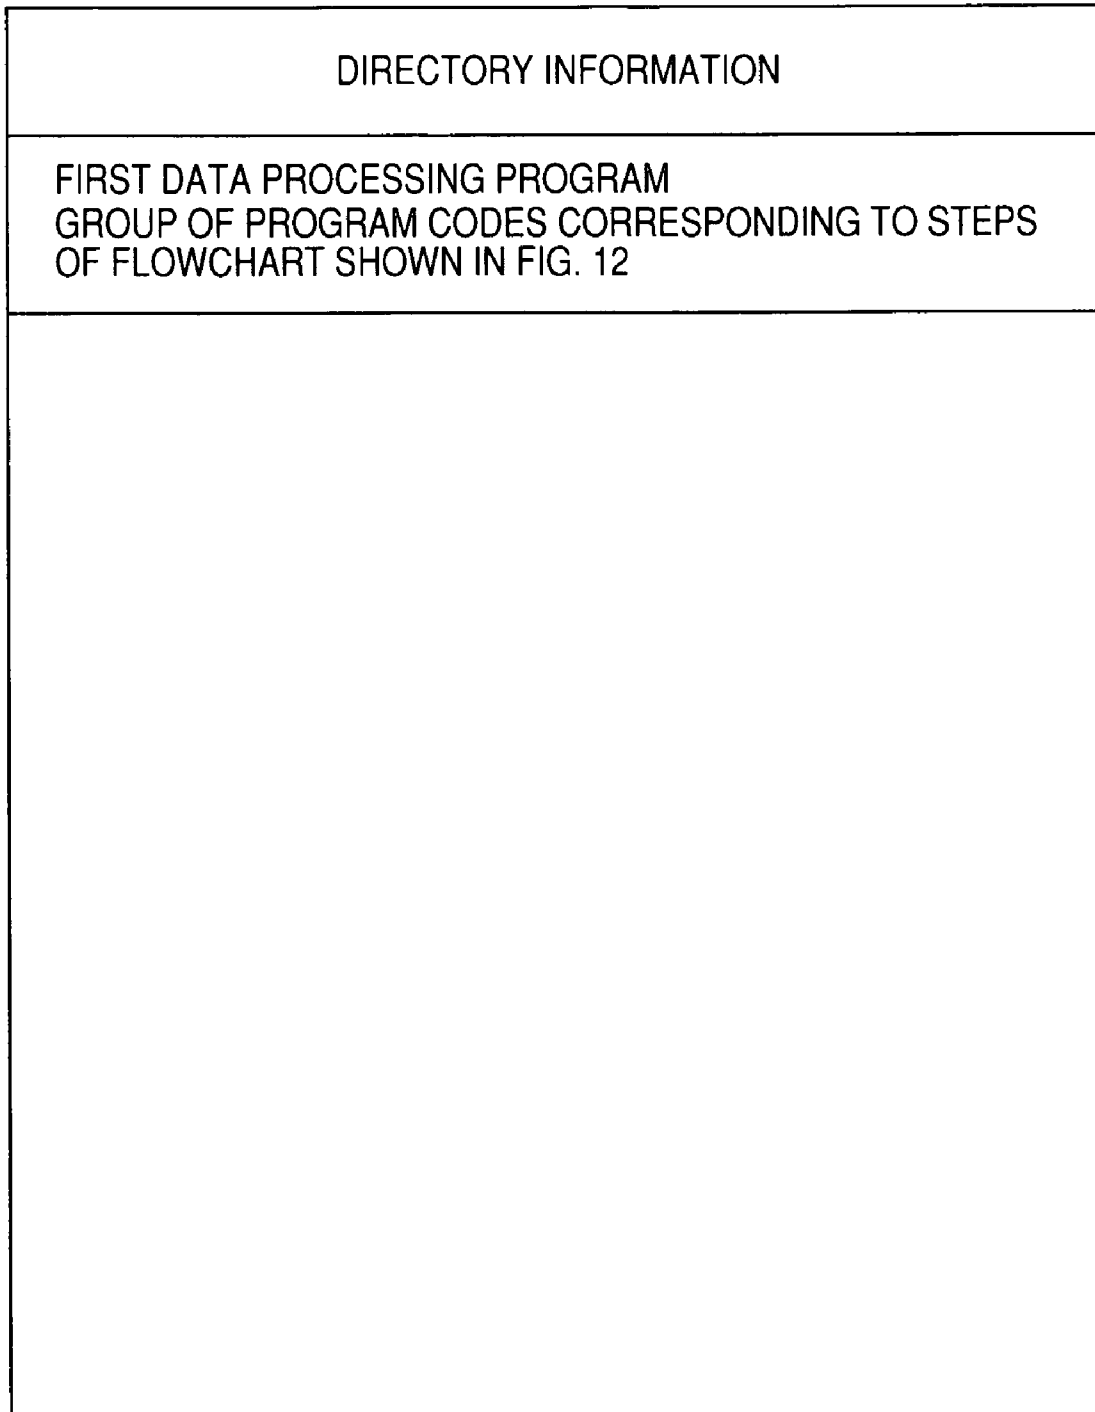 DIRECTORY INFORMATION
FIRST DATA PROCESSING PROGRAM
GROUP OF PROGRAM CODES CORRESPONDING TO STEPS
OF FLOWCHART SHOWN IN FIG. 12